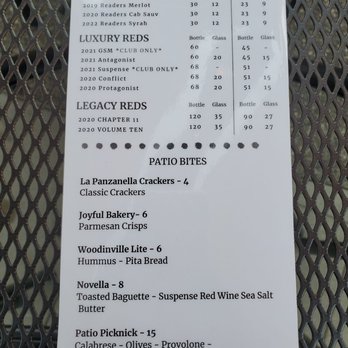 2019 Readers Merlot 30 12 23 9
2020 Readers Cab Sauv 30 12 23 9
2022 Readers Syrah 30 12 23 9
LUXURY REDS Bottle Glass Bottle Glass
2021 GSM *CLUB ONLY* 60 - 45 -
2021 Antagonist 60 20 45 15
2021 Suspense *CLUB ONLY* 68 - 51 -
2020 Conflict 68 20 51 15
2020 Protagonist 68 20 51 15
LEGACY REDS Bottle Glass Bottle Glass
2020 CHAPTER 11 120 35 90 27
2020 VOLUME TEN 120 35 90 27
PATIO BITES
La Panzanella Crackers - 4
Classic Crackers
Joyful Bakery- 6
Parmesan Crisps
Woodinville Lite - 6
Hummus - Pita Bread
Novella - 8
Toasted Baguette - Suspense Red Wine Sea Salt
Butter
Patio Picknick - 15
Calabrese - Olives - Provolone -